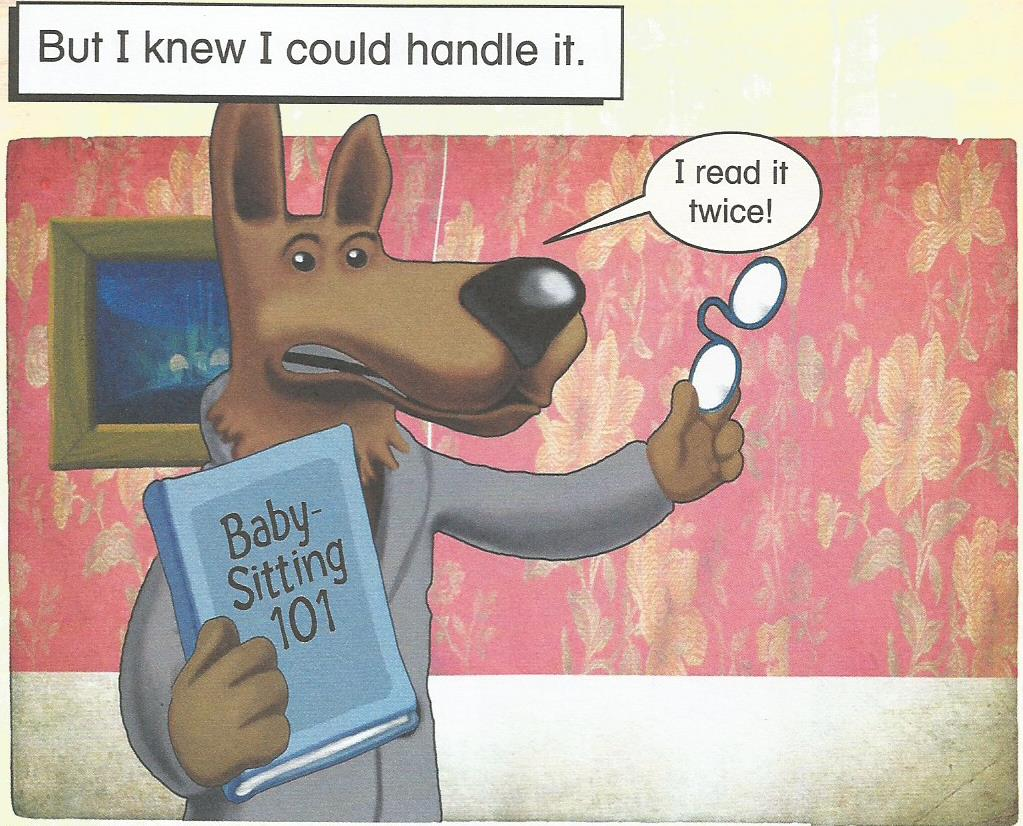 But I knew I could handle it.
I read it
twice!
Baby-
Sitting
101